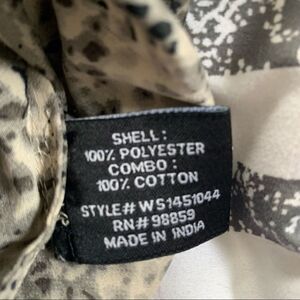 SHELL :
100% POLYESTER
COMBO :
100% COTTON
STYLE# WS1451044
RN# 98859
MADE IN INDIA